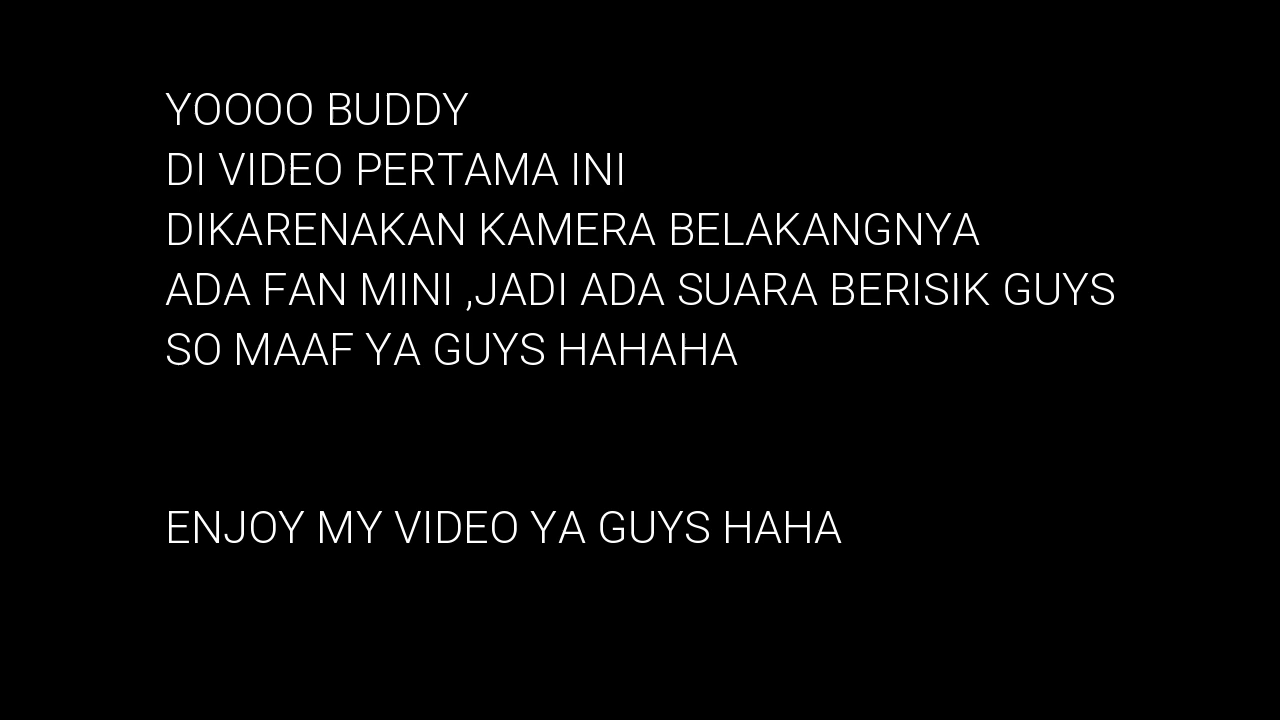 YOOOO BUDDY
DI VIDEO PERTAMA INI
DIKARENAKAN KAMERA BELAKANGNYA
ADA FAN MINI ,JADI ADA SUARA BERISIK GUYS
SO MAAF YA GUYS HAHAHA
ENJOY MY VIDEO YA GUYS HAHA